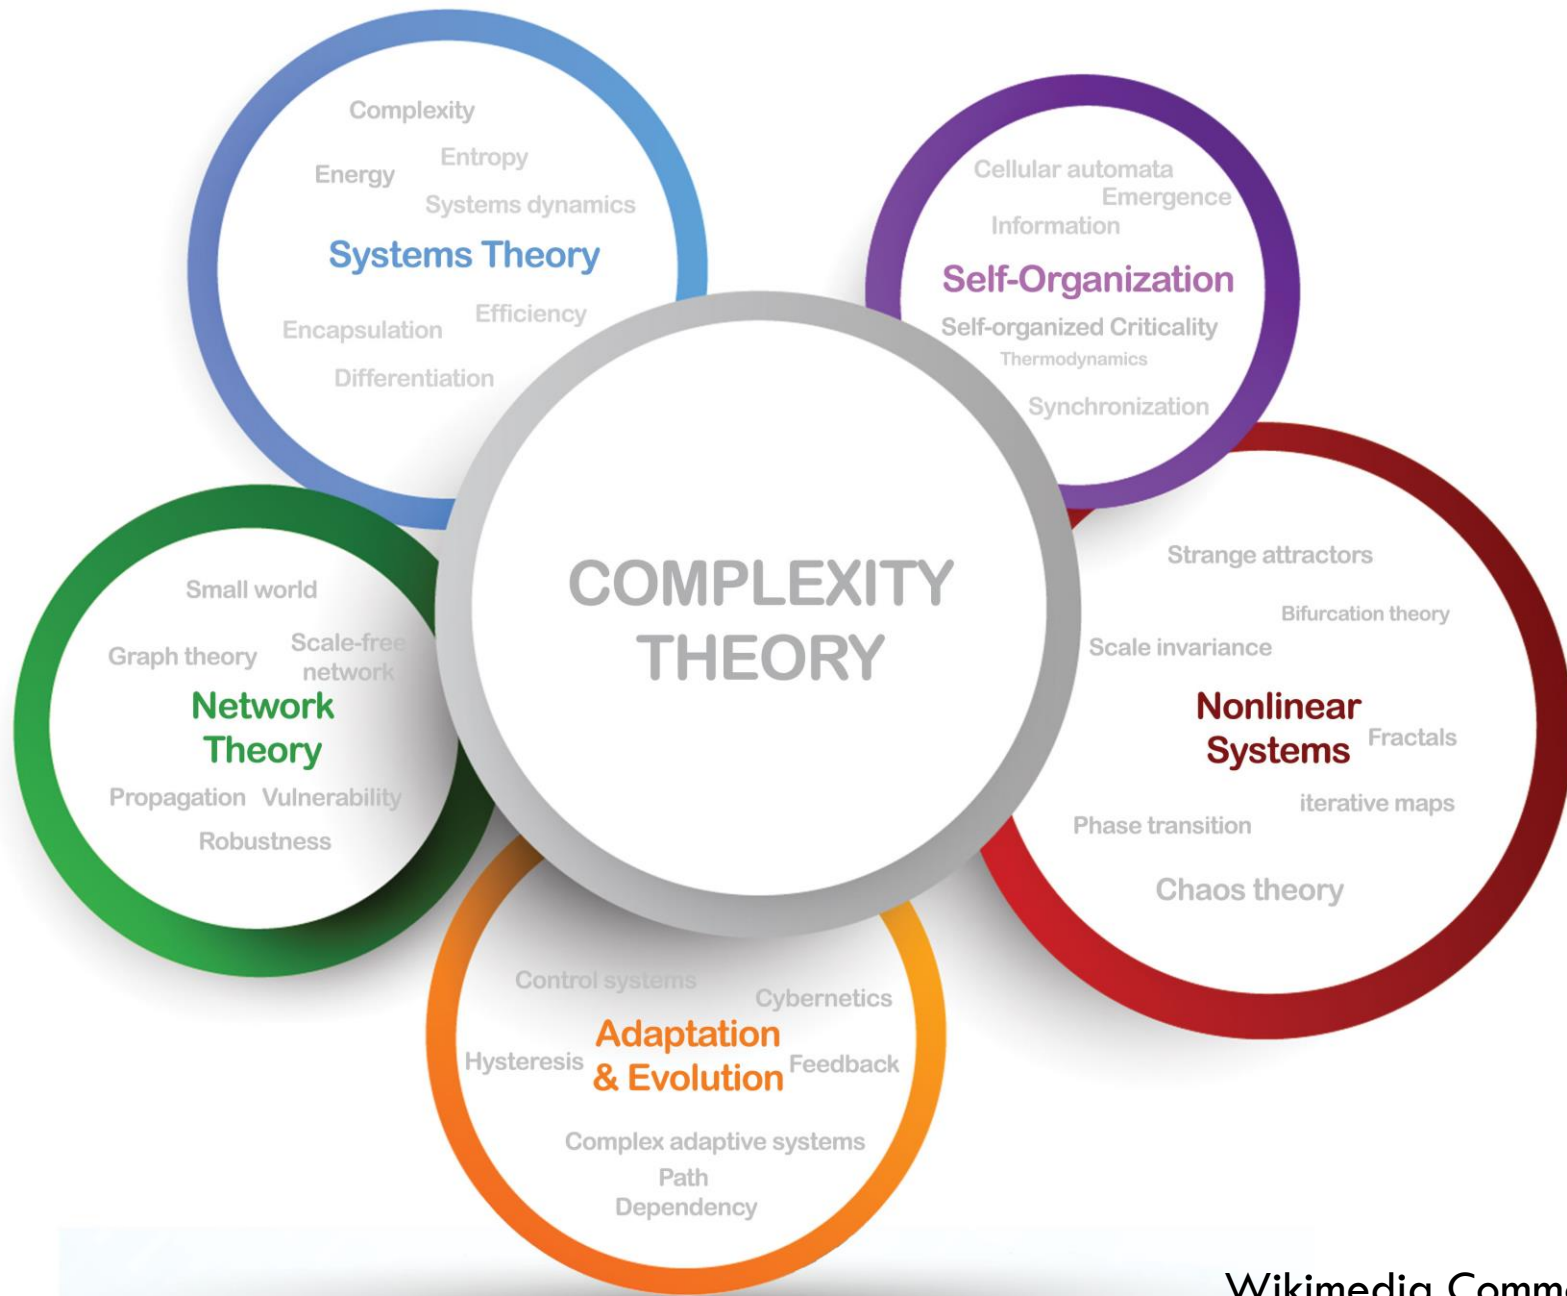 Complexity
Entropy
Energy
Systems dynamics
Systems Theory
Efficiency
Encapsulation
Differentiation
Cellular automata
Emergence
Information
Self-Organization
Self-organized Criticality
Thermodynamics
Synchronization
COMPLEXITY
THEORY
Small world
Graph theory
Scale-free
network
Network
Theory
Propagation Vulnerability
Robustness
Strange attractors
Bifurcation theory
Scale invariance
Nonlinear
Systems
Fractals
iterative maps
Phase transition
Chaos theory
Control systems
Cybernetics
Adaptation
& Evolution
Hysteresis
Feedback
Complex adaptive systems
Path
Dependency
Wikimedia